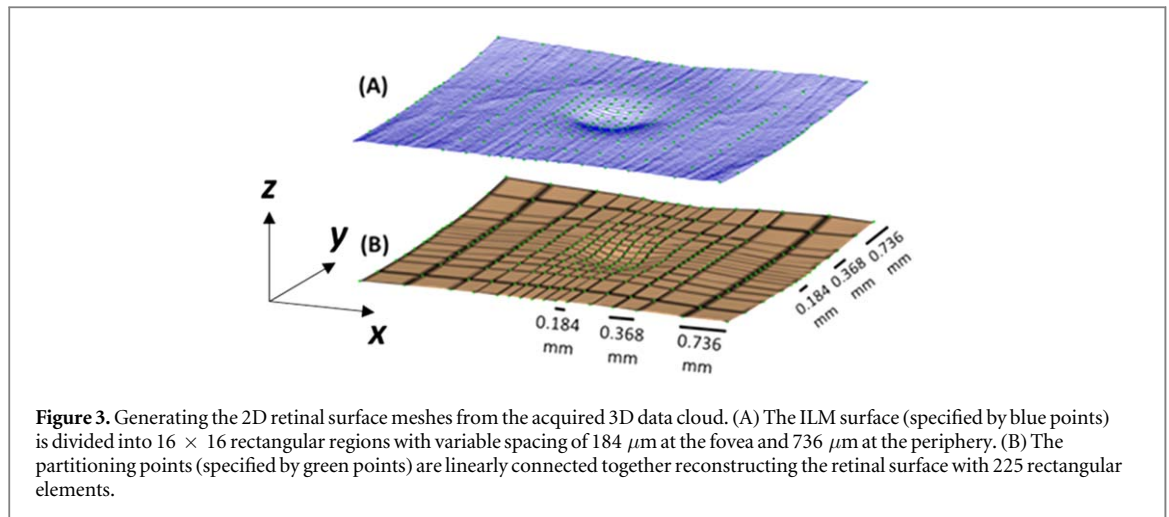 (A)
z
y
(B)
x
0.184
mm
0.368
mm
0.736
mm
0.184
mm
0.368
mm
0.736
mm
Figure 3. Generating the 2D retinal surface meshes from the acquired 3D data cloud. (A) The ILM surface (specified by blue points)
is divided into 16 × 16 rectangular regions with variable spacing of 184 μm at the fovea and 736 μm at the periphery. (B) The
partitioning points (specified by green points) are linearly connected together reconstructing the retinal surface with 225 rectangular
elements.